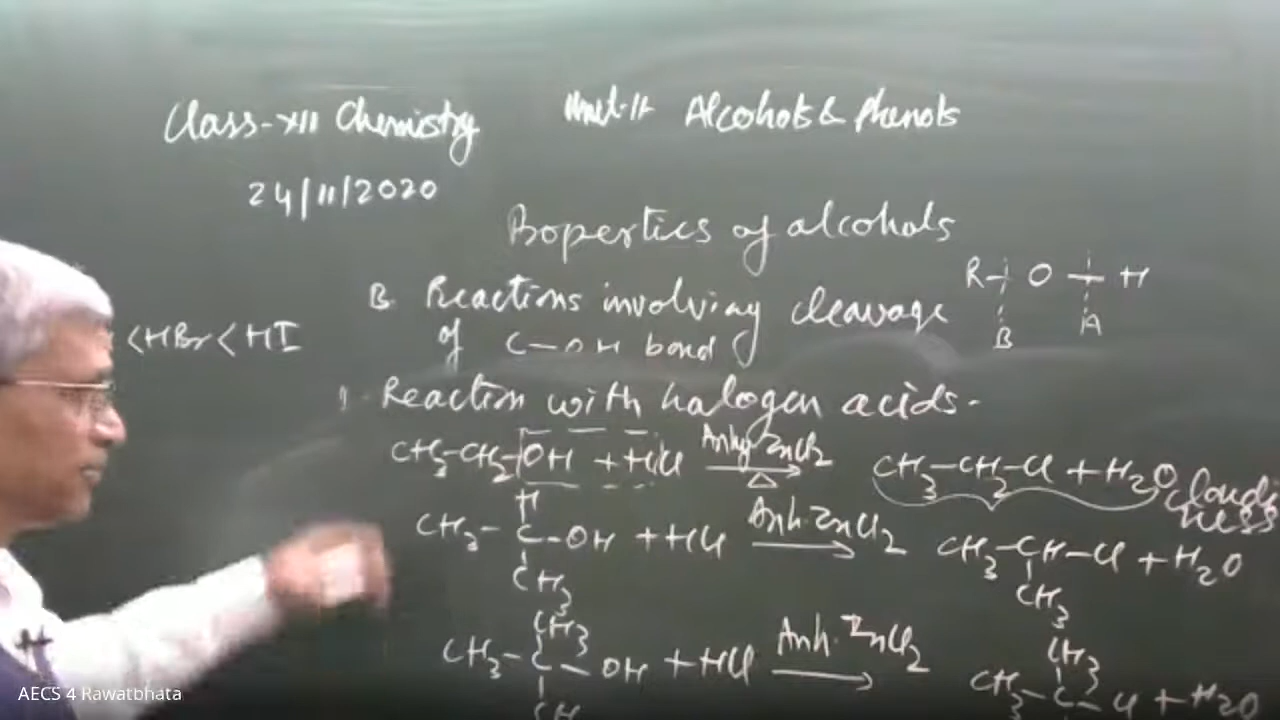 Class-XII Chemistry Unit-11 Alcohols & Phenols
24/11/2020
Properties of alcohols
R-O-H
B A
B. Reactions involving cleavage
of C-OH bond
<HBr<HI
1. Reaction with halogen acids-
CH3-CH2-OH + HCl Anhy ZnCl2 △ → CH3-CH2-Cl + H2O
Cloudi
ness
H
CH3-C-OH + HCl Anh. ZnCl2 → CH3-CH-Cl + H2O
CH3 CH3
CH3 CH3
CH3-C-OH + HCl Anh. ZnCl2 → CH3-C-Cl + H2O
CH
AECS 4 Rawatbhata